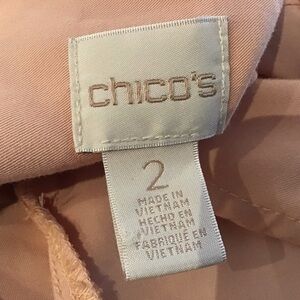 chico's
2
MADE IN
VIETNAM
HECHO EN
VIETNAM
FABRIQUÉ EN
VIETNAM